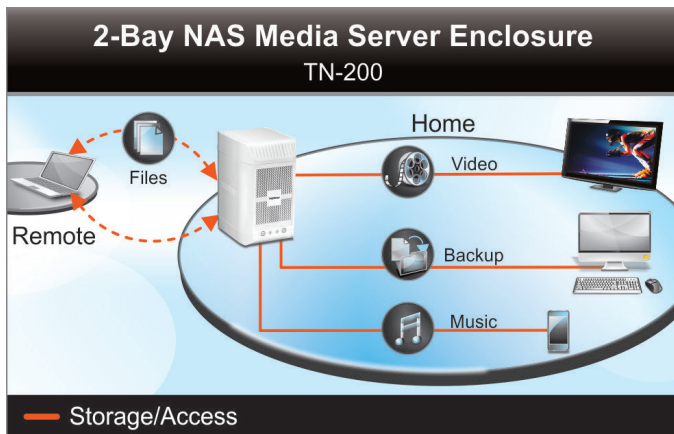 2-Bay NAS Media Server Enclosure
TN-200
Home
Files
Video
Remote
Backup
Music
Storage/Access